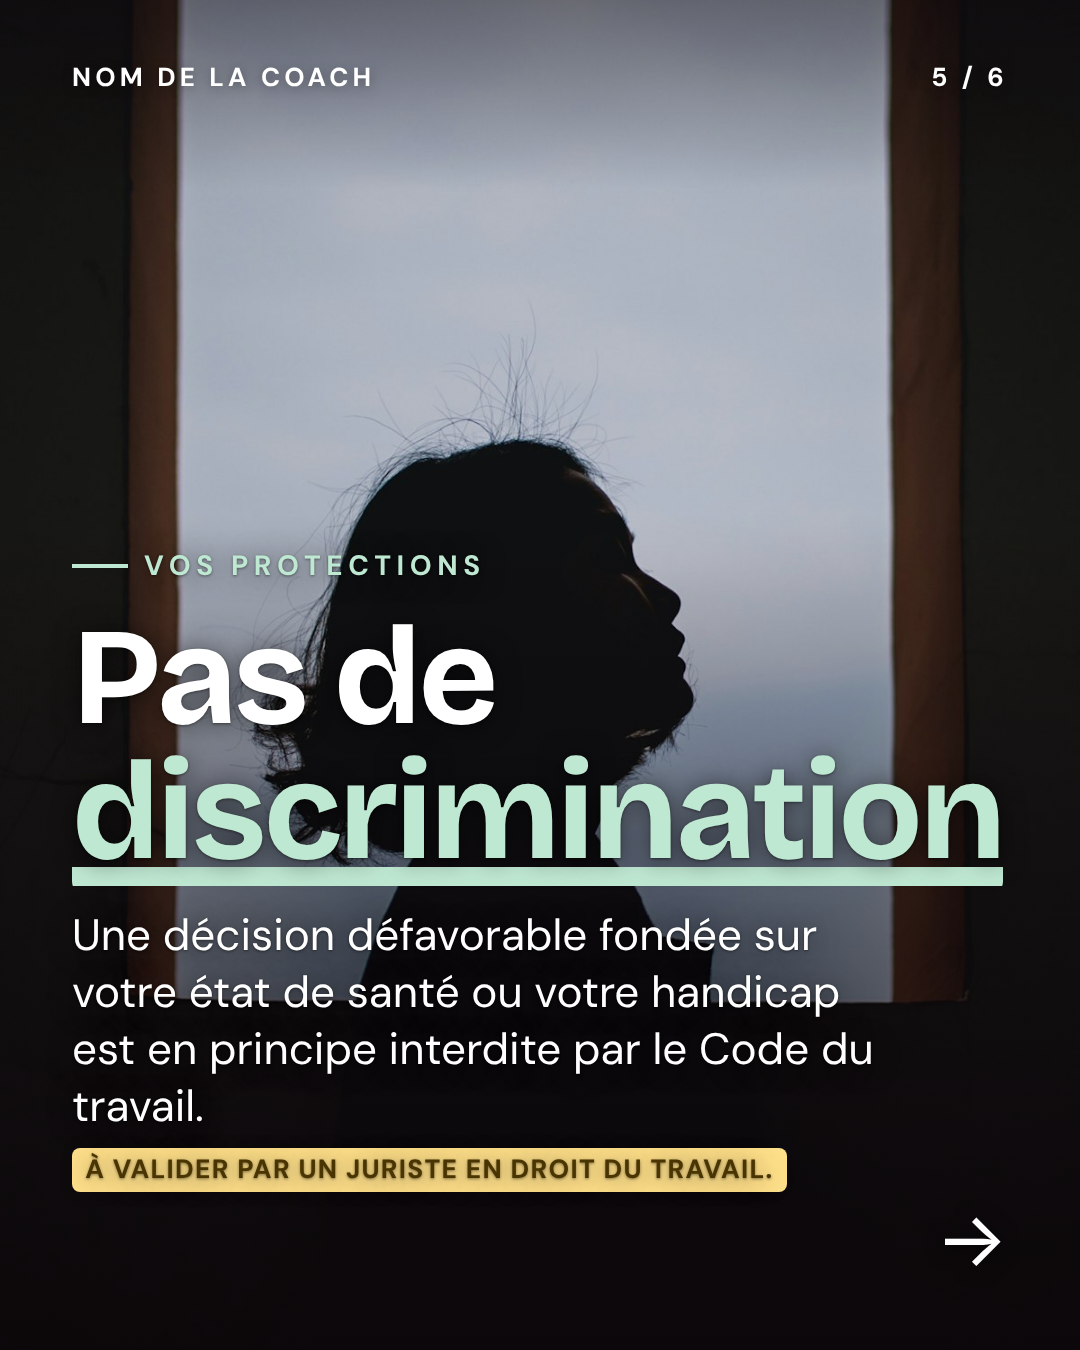 NOM DE LA COACH
5 / 6
VOS PROTECTIONS
Pas de
discrimination
Une décision défavorable fondée sur
votre état de santé ou votre handicap
est en principe interdite par le Code du
travail.
À VALIDER PAR UN JURISTE EN DROIT DU TRAVAIL.